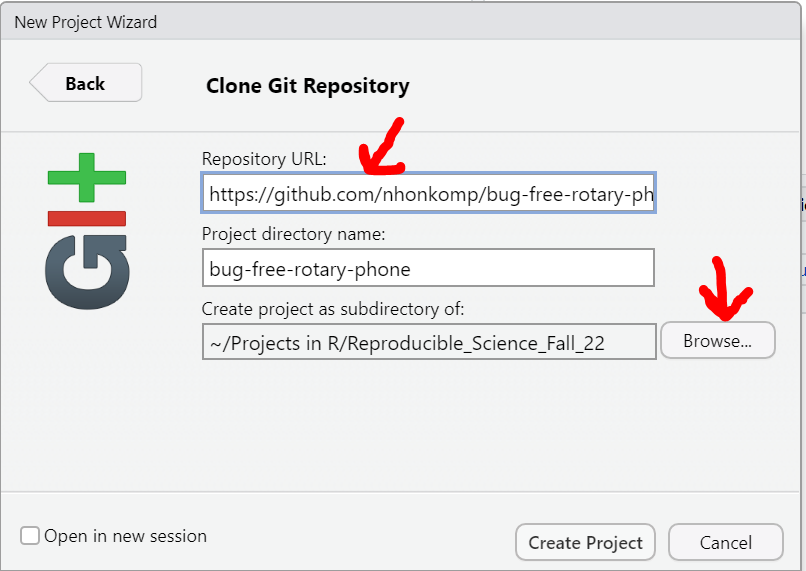 New Project Wizard
Back
Clone Git Repository
GIt
Repository URL:
https://github.com/nhonkomp/bug-free-rotary-ph
Project directory name:
bug-free-rotary-phone
Create project as subdirectory of:
~/Projects in R/Reproducible_Science_Fall_22
Browse...
Open in new session
Create Project
Cancel